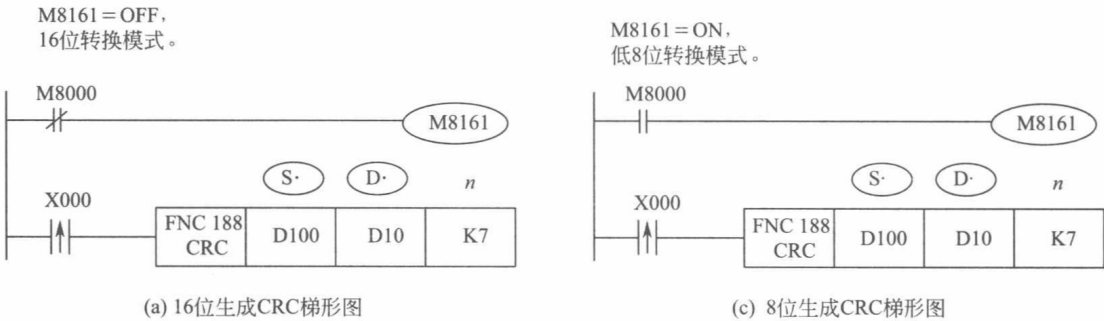 M8161＝OFF，
16位转换模式。
M8000
M8161
S· D· n
X000
FNC 188 CRC D100 D10 K7
(a) 16位生成CRC梯形图
M8161＝ON，
低8位转换模式。
M8000
M8161
S· D· n
X000
FNC 188 CRC D100 D10 K7
(c) 8位生成CRC梯形图